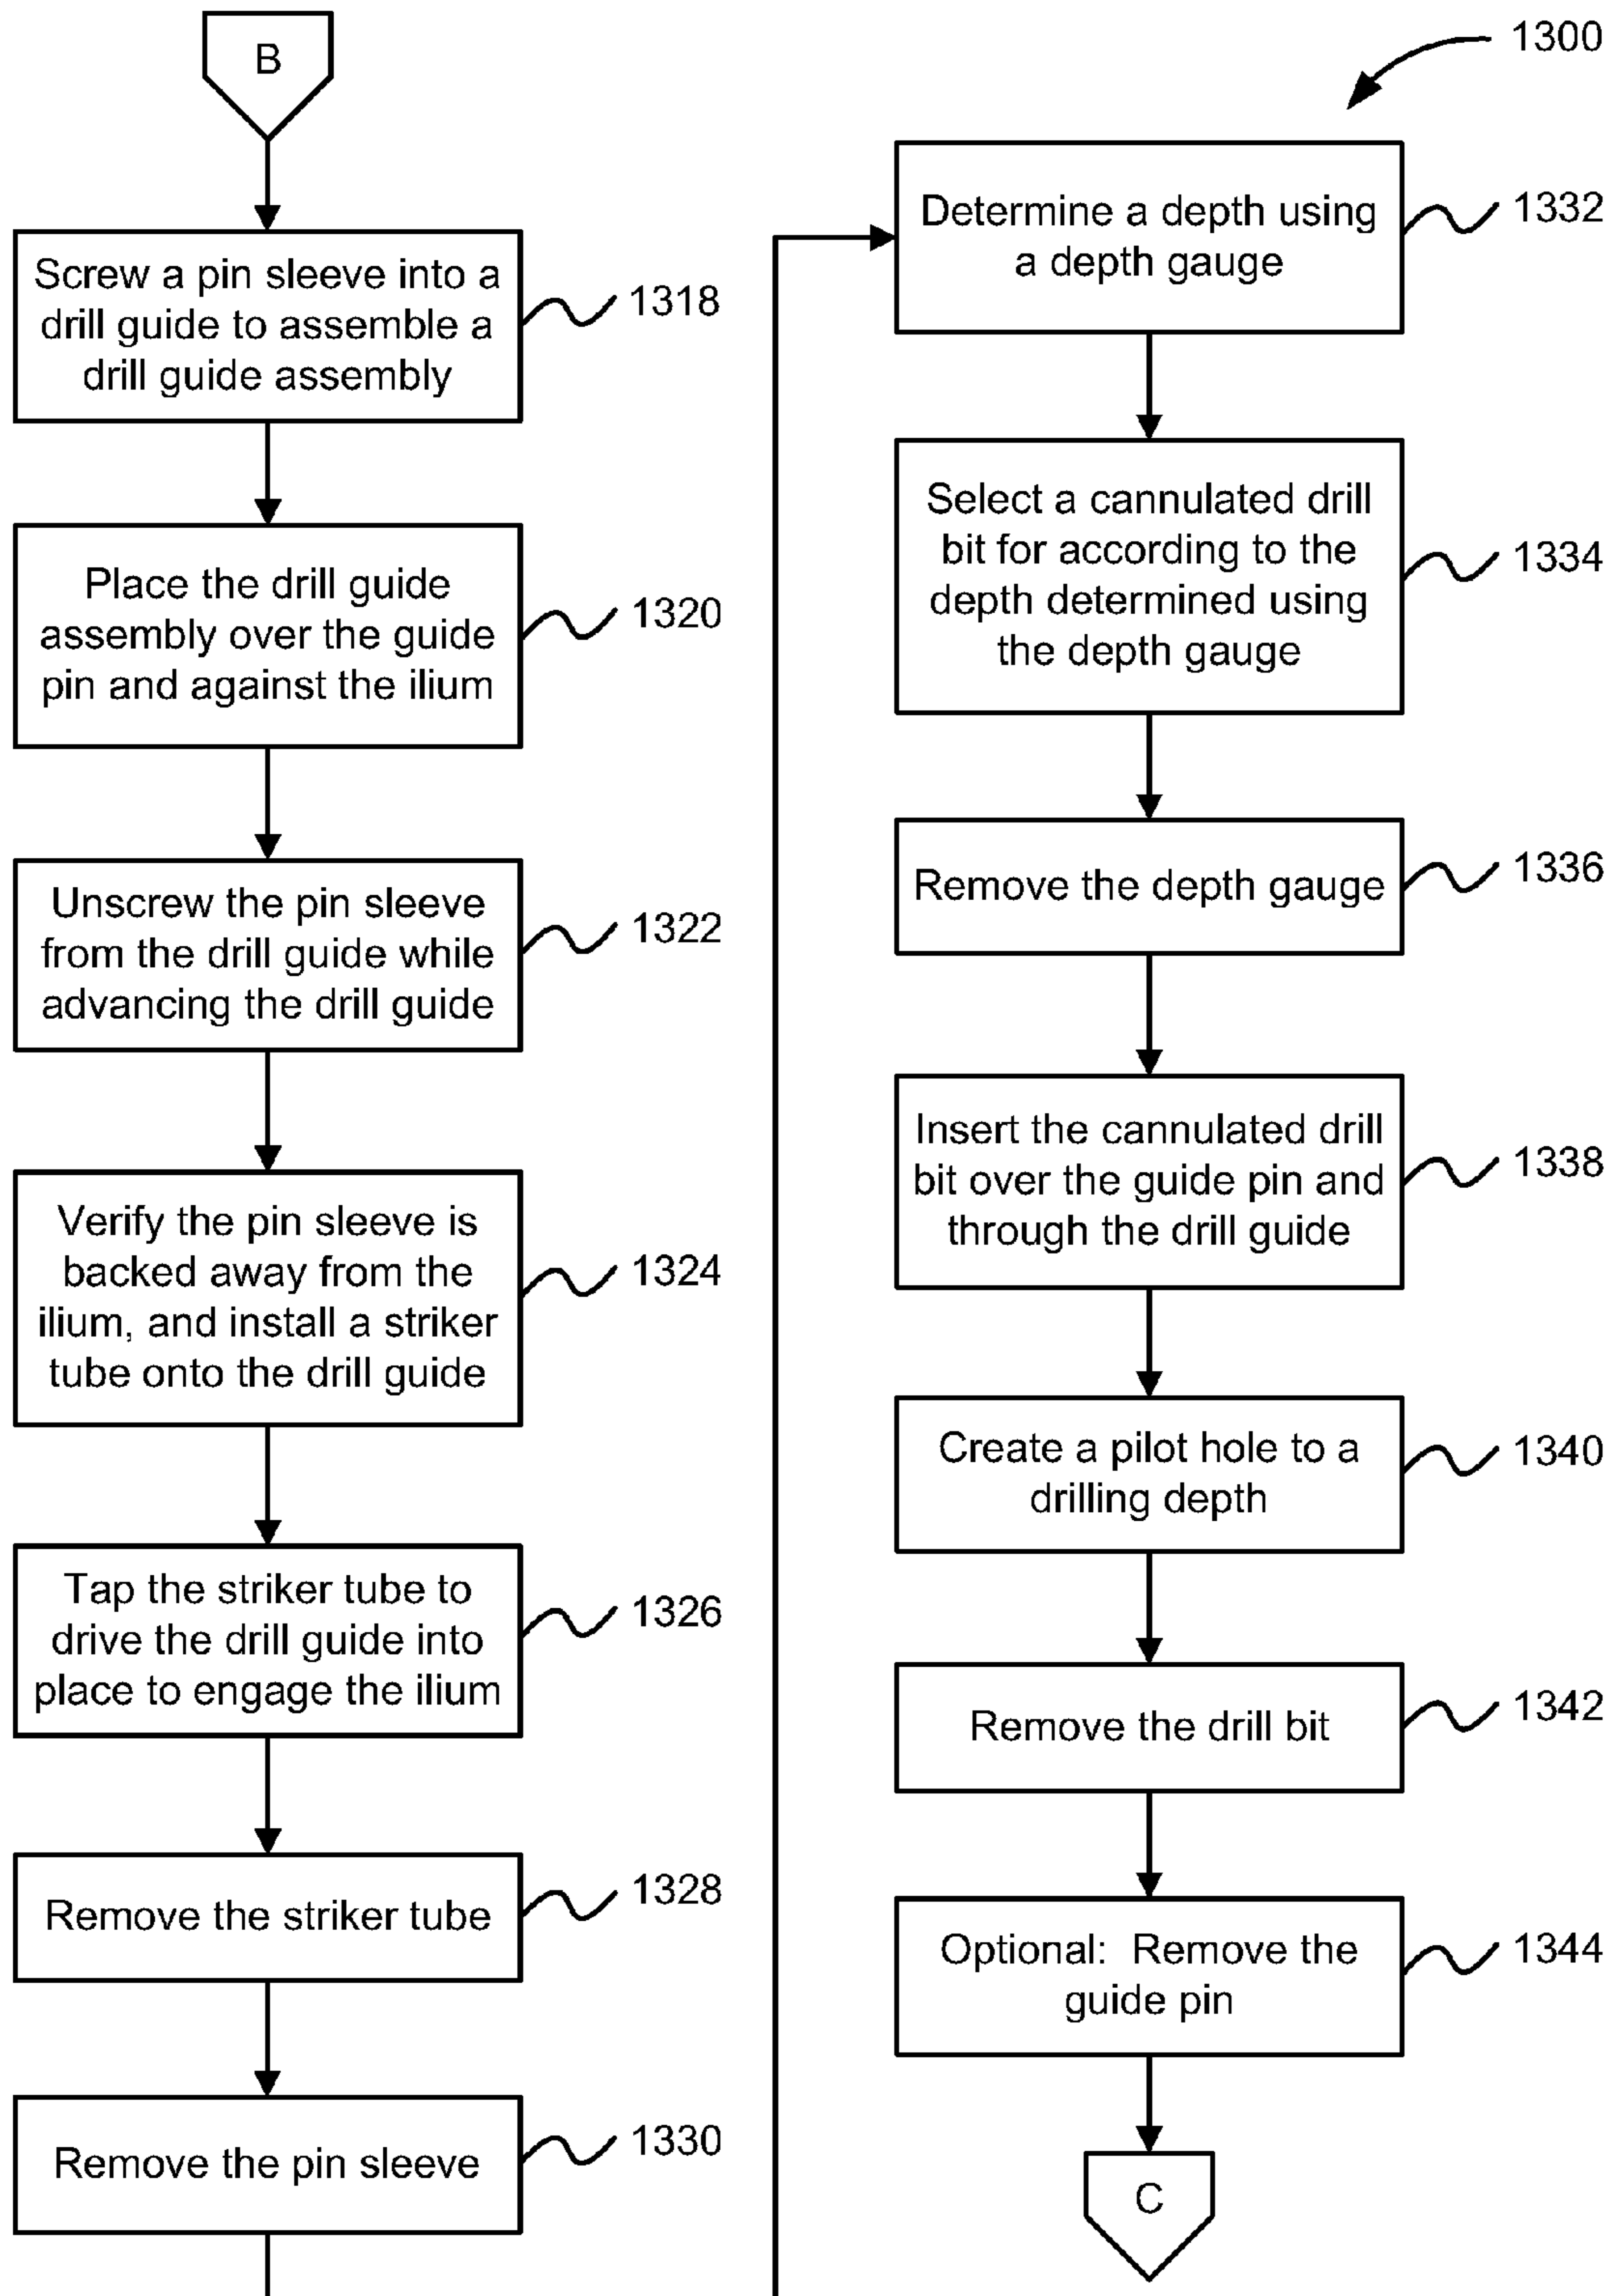 B
Screw a pin sleeve into a
drill guide to assemble a
drill guide assembly
1318
Place the drill guide
assembly over the guide
pin and against the ilium
1320
Unscrew the pin sleeve
from the drill guide while
advancing the drill guide
1322
Verify the pin sleeve is
backed away from the
ilium, and install a striker
tube onto the drill guide
1324
Tap the striker tube to
drive the drill guide into
place to engage the ilium
1326
Remove the striker tube
1328
Remove the pin sleeve
1330
1300
Determine a depth using
a depth gauge
1332
Select a cannulated drill
bit for according to the
depth determined using
the depth gauge
1334
Remove the depth gauge
1336
Insert the cannulated drill
bit over the guide pin and
through the drill guide
1338
Create a pilot hole to a
drilling depth
1340
Remove the drill bit
1342
Optional: Remove the
guide pin
1344
C